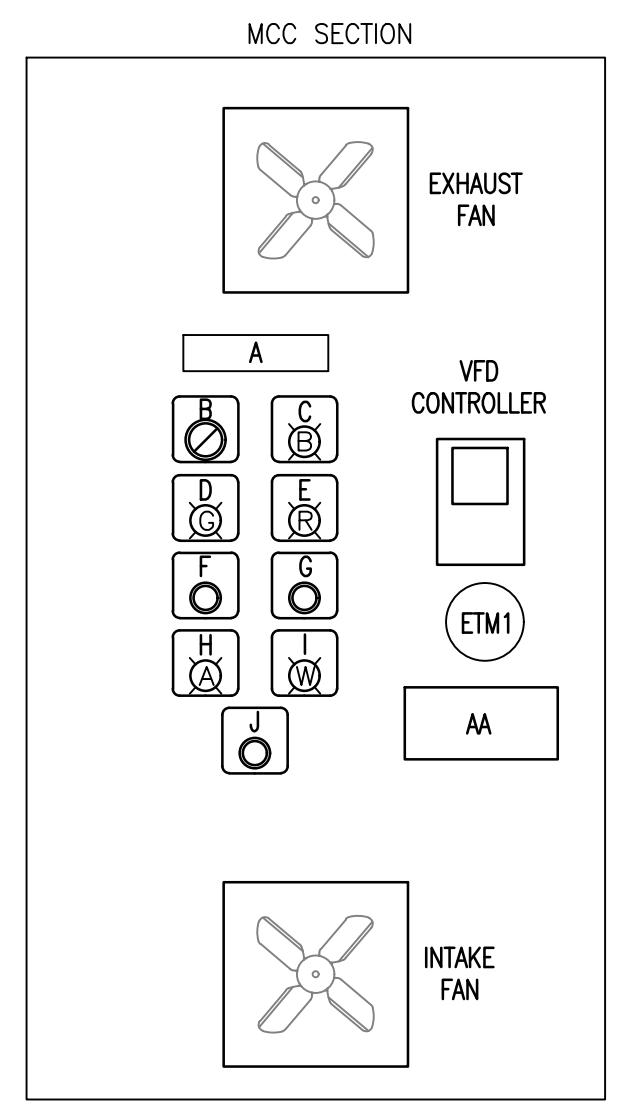 MCC SECTION
EXHAUST
FAN
A
VFD
CONTROLLER
B
C
B
D
G
E
R
F
G
ETM1
H
A
I
W
AA
J
INTAKE
FAN